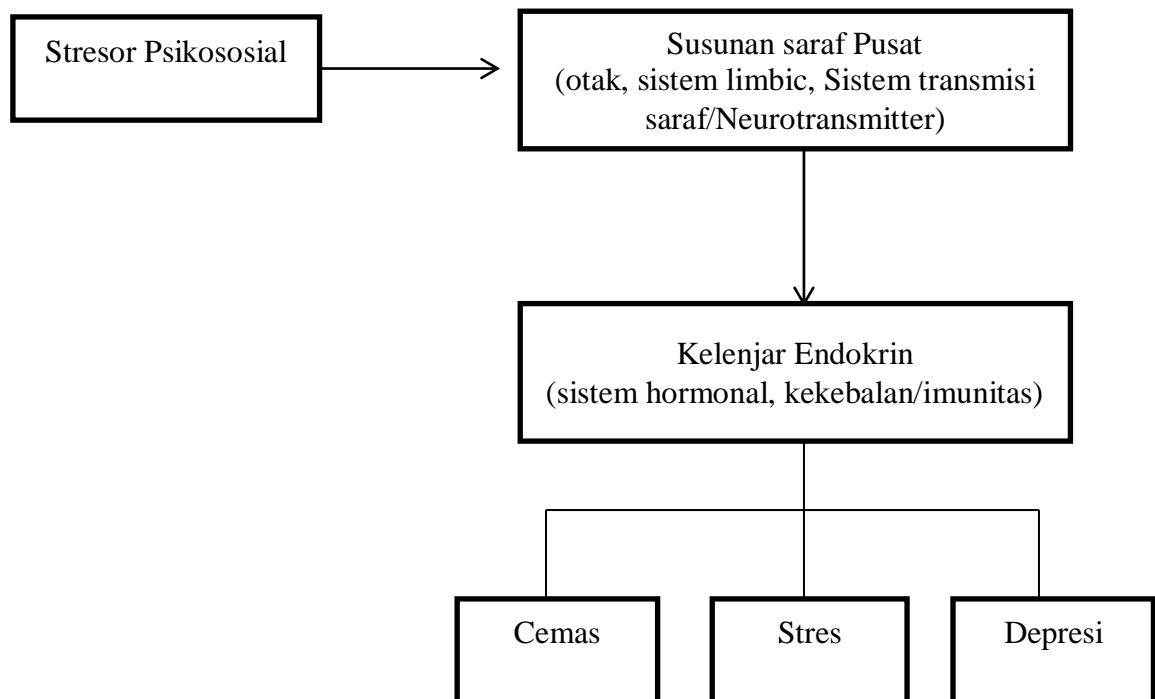 Stresor Psikososial
Susunan saraf Pusat
(otak, sistem limbic, Sistem transmisi
saraf/Neurotransmitter)
Kelenjar Endokrin
(sistem hormonal, kekebalan/imunitas)
Cemas
Stres
Depresi